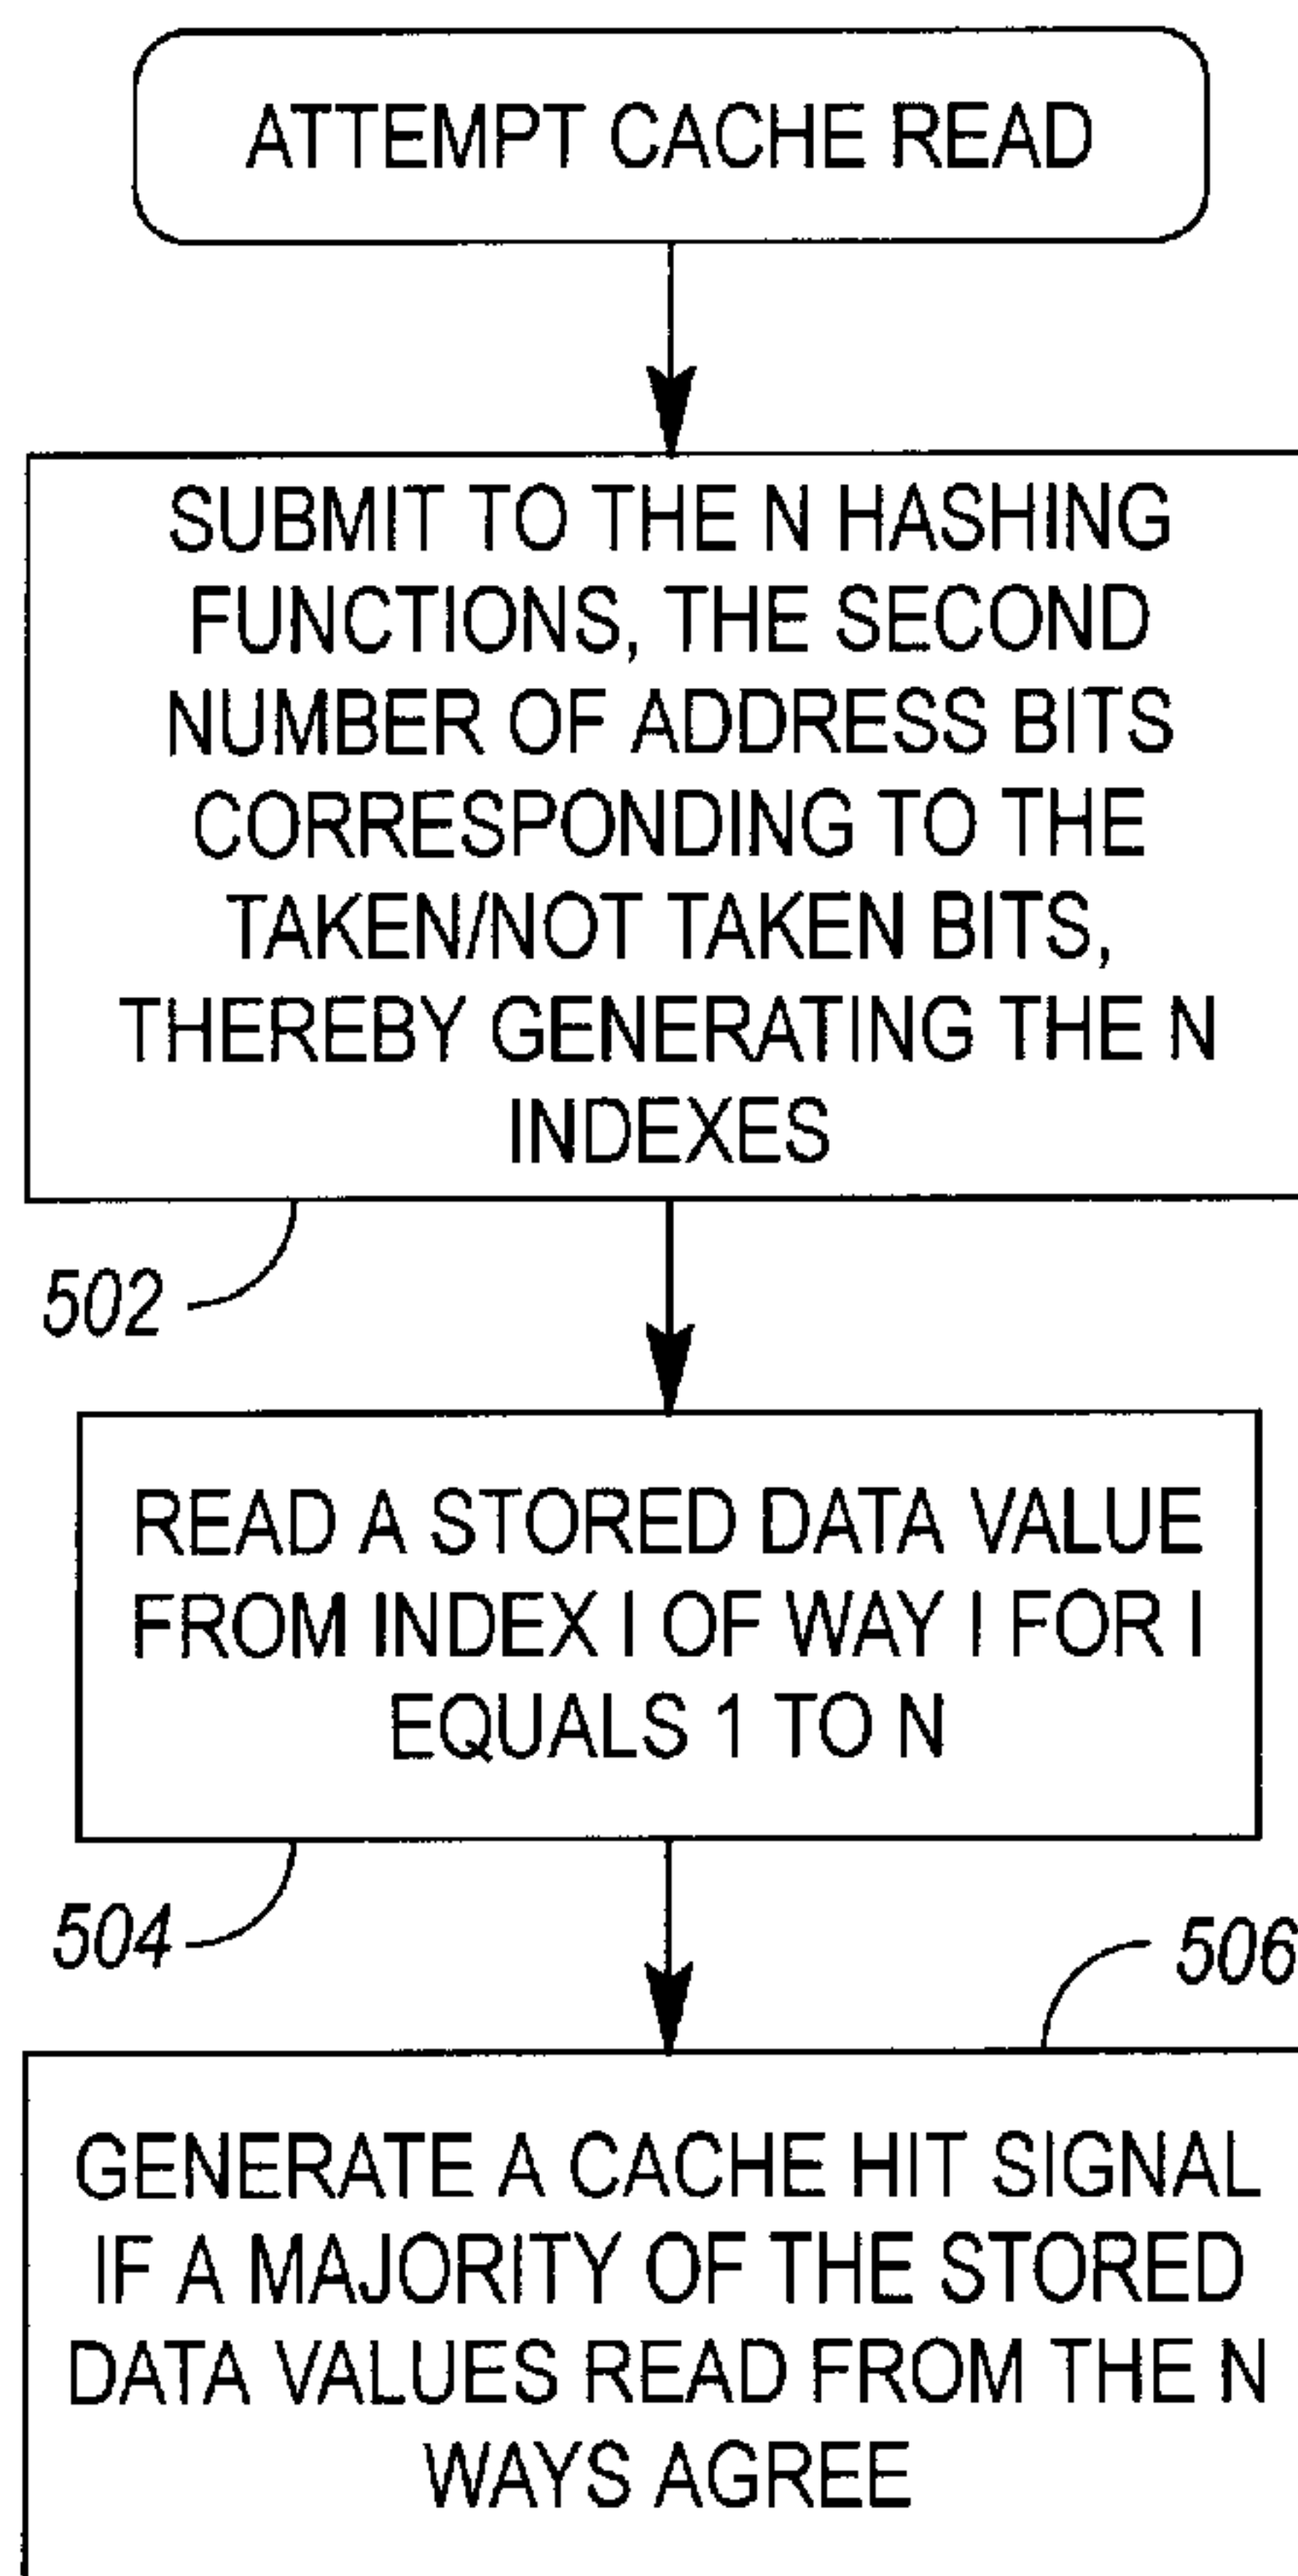 ATTEMPT CACHE READ
SUBMIT TO THE N HASHING
FUNCTIONS, THE SECOND
NUMBER OF ADDRESS BITS
CORRESPONDING TO THE
TAKEN/NOT TAKEN BITS,
THEREBY GENERATING THE N
INDEXES
502
READ A STORED DATA VALUE
FROM INDEX I OF WAY I FOR I
EQUALS 1 TO N
504
506
GENERATE A CACHE HIT SIGNAL
IF A MAJORITY OF THE STORED
DATA VALUES READ FROM THE N
WAYS AGREE